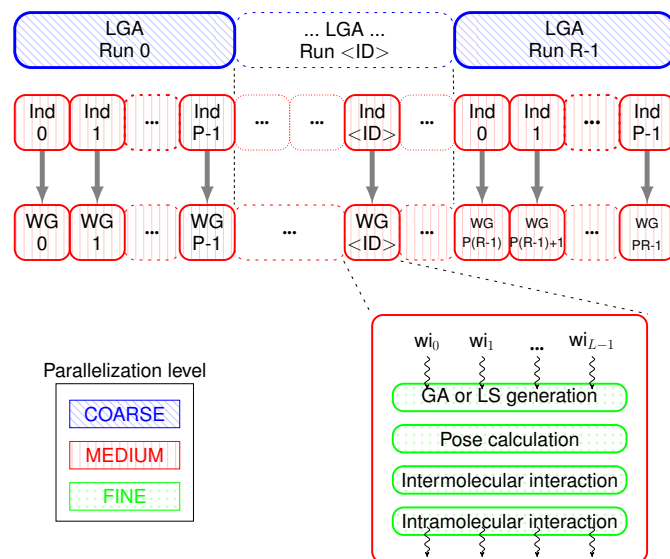 LGA
Run 0
... LGA ...
Run <ID>
LGA
Run R-1
Ind
0
Ind
1
...
Ind
P-1
...
...
Ind
<ID>
...
Ind
0
Ind
1
...
Ind
P-1
WG
0
WG
1
...
WG
P-1
...
WG
<ID>
...
WG
P(R-1)
WG
P(R-1)+1
...
WG
PR-1
wi0 wi1 ... wiL−1
GA or LS generation
Pose calculation
Intermolecular interaction
Intramolecular interaction
Parallelization level
COARSE
MEDIUM
FINE